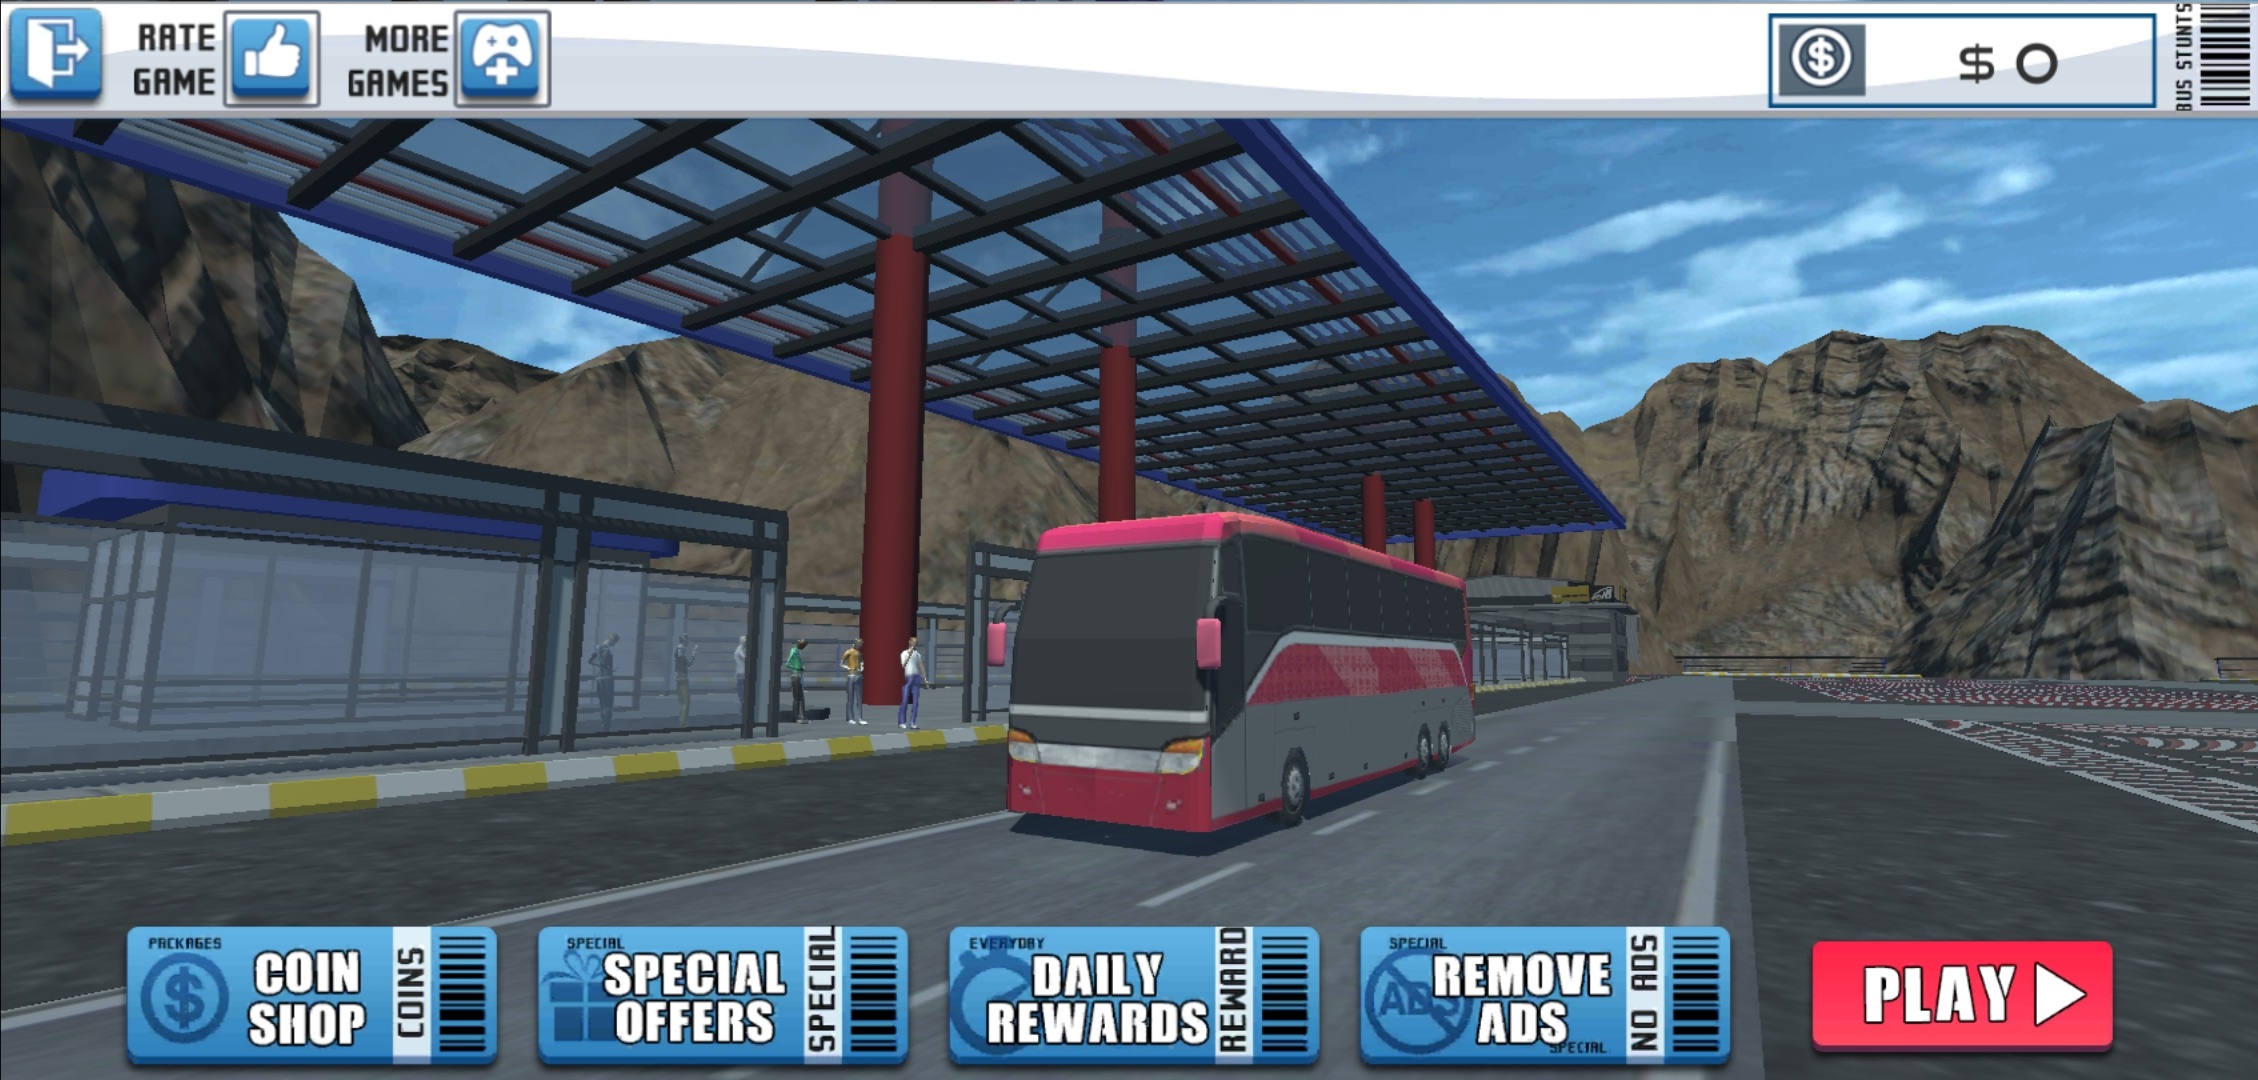 RATE
GAME
MORE
GAMES
$ 0
BUS STUNTS
PACKAGES
COIN
SHOP
COINS
SPECIAL
SPECIAL
OFFERS
SPECIAL
EVERYDAY
DAILY
REWARDS
REWARD
SPECIAL
ADS
REMOVE
ADS
SPECIAL
NO ADS
PLAY